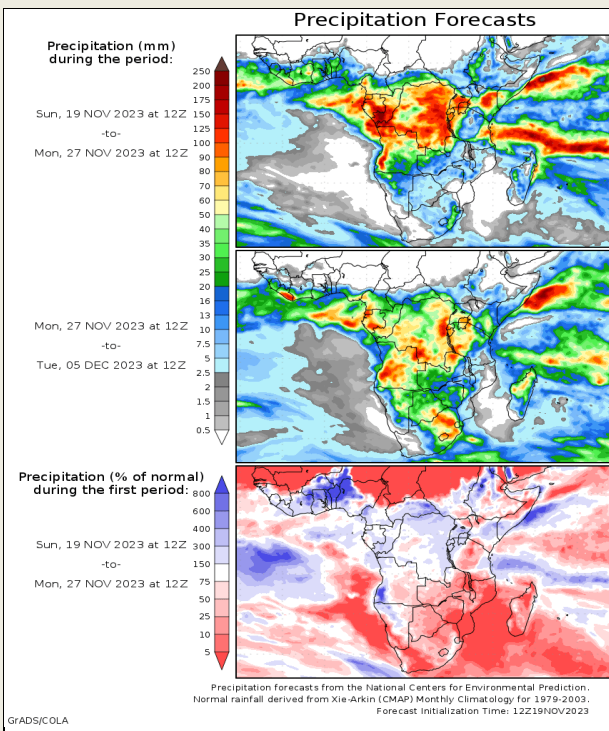 Precipitation Forecasts
Precipitation (mm)
during the period:
250
200
175
150
125
100
90
80
70
60
50
40
35
30
25
20
16
13
10
7.5
5
2.5
2
1.5
1
0.5
Sun, 19 NOV 2023 at 12Z
-to-
Mon, 27 NOV 2023 at 12Z
Mon, 27 NOV 2023 at 12Z
-to-
Tue, 05 DEC 2023 at 12Z
Precipitation (% of normal)
during the first period:
800
600
400
300
150
75
50
25
10
5
Sun, 19 NOV 2023 at 12Z
-to-
Mon, 27 NOV 2023 at 12Z
Precipitation forecasts from the National Centers for Environmental Prediction.
Normal rainfall derived from Xie-Arkin (CMAP) Monthly Climatology for 1979-2003.
Forecast Initialization Time: 12Z19NOV2023
GrADS/COLA